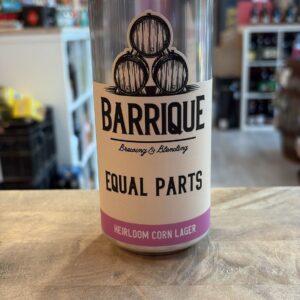 BARRIQUE
Brewing & Blending
EQUAL PARTS
HEIRLOOM CORN LAGER